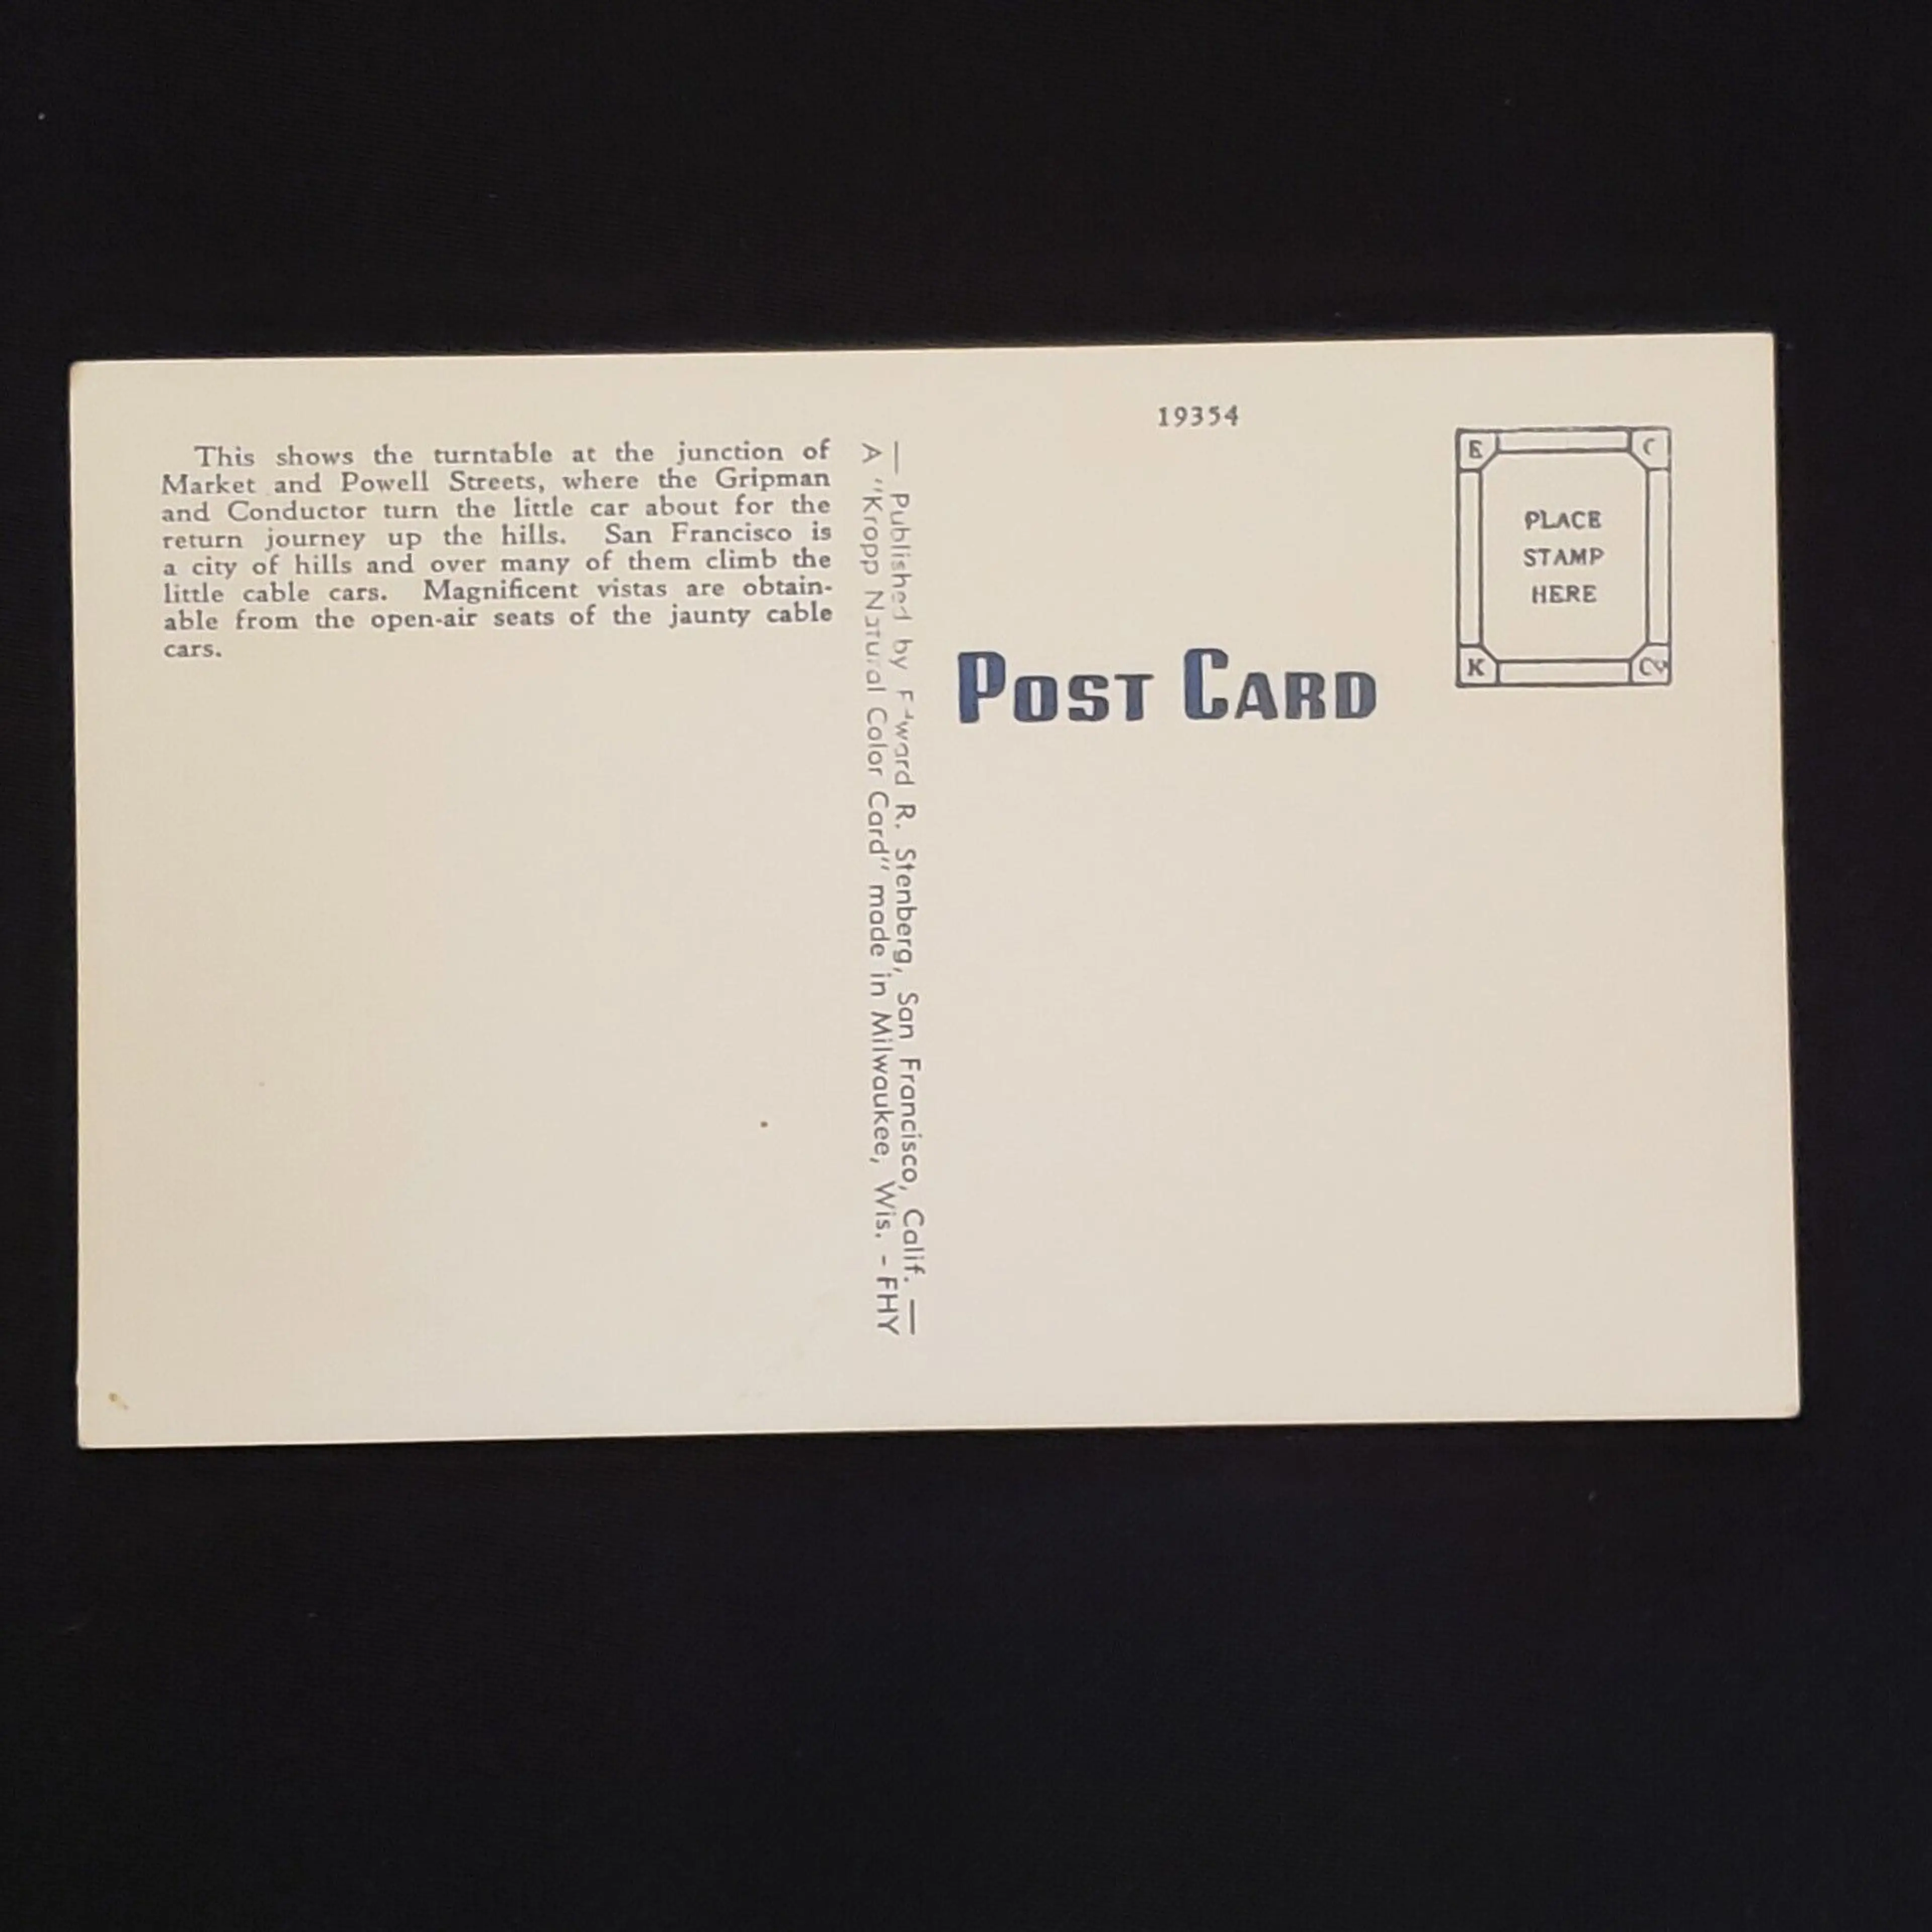 This shows the turntable at the junction of
Market and Powell Streets, where the Gripman
and Conductor turn the little car about for the
return journey up the hills. San Francisco is
a city of hills and over many of them climb the
little cable cars. Magnificent vistas are obtain-
able from the open-air seats of the jaunty cable
cars.
— Published by Edward R. Stenberg, San Francisco, Calif. —
A "Kropp Natural Color Card" made in Milwaukee, Wis. - FHY
19354
POST CARD
E C
PLACE
STAMP
HERE
K